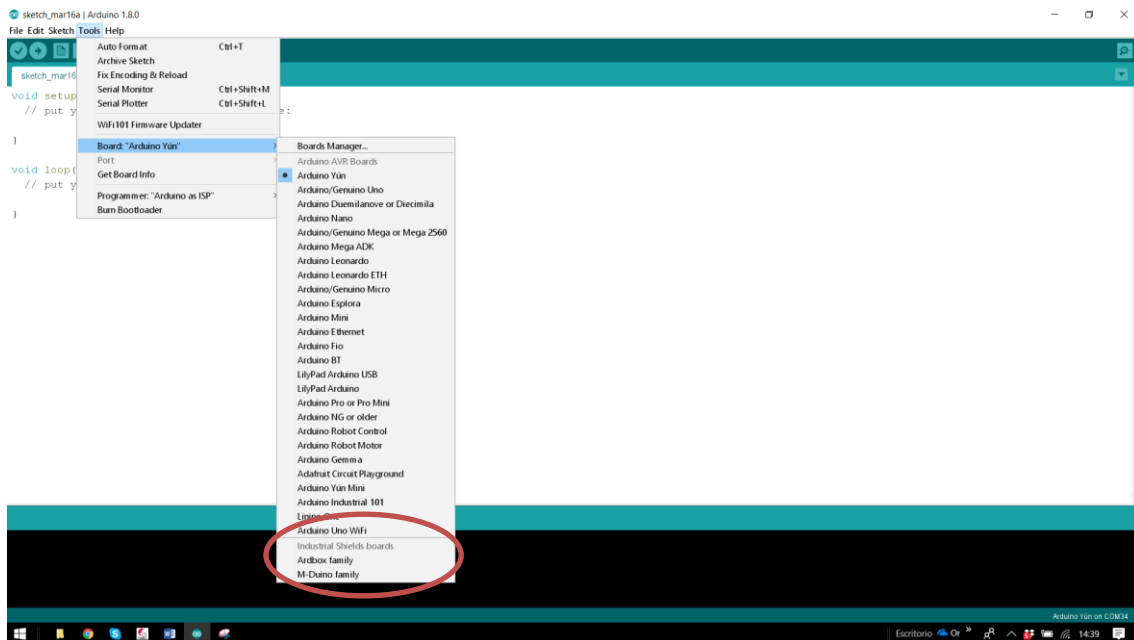 sketch_mar16a | Arduino 1.8.0
File Edit Sketch Tools Help
sketch_mar16
void setup
// put y
e:
}
void loop(
// put y
}
Auto Format Ctrl+T
Archive Sketch
Fix Encoding & Reload
Serial Monitor Ctrl+Shift+M
Serial Plotter Ctrl+Shift+L
WiFi101 Firmware Updater
Board: "Arduino Yún"
Port
Get Board Info
Programmer: "Arduino as ISP"
Burn Bootloader
Boards Manager...
Arduino AVR Boards
Arduino Yún
Arduino/Genuino Uno
Arduino Duemilanove or Diecimila
Arduino Nano
Arduino/Genuino Mega or Mega 2560
Arduino Mega ADK
Arduino Leonardo
Arduino Leonardo ETH
Arduino/Genuino Micro
Arduino Esplora
Arduino Mini
Arduino Ethernet
Arduino Fio
Arduino BT
LilyPad Arduino USB
LilyPad Arduino
Arduino Pro or Pro Mini
Arduino NG or older
Arduino Robot Control
Arduino Robot Motor
Arduino Gemma
Adafruit Circuit Playground
Arduino Yún Mini
Arduino Industrial 101
Linino One
Arduino Uno WiFi
Industrial Shields boards
Ardbox family
M-Duino family
Arduino Yún on COM34
Escritorio Or » 14:39